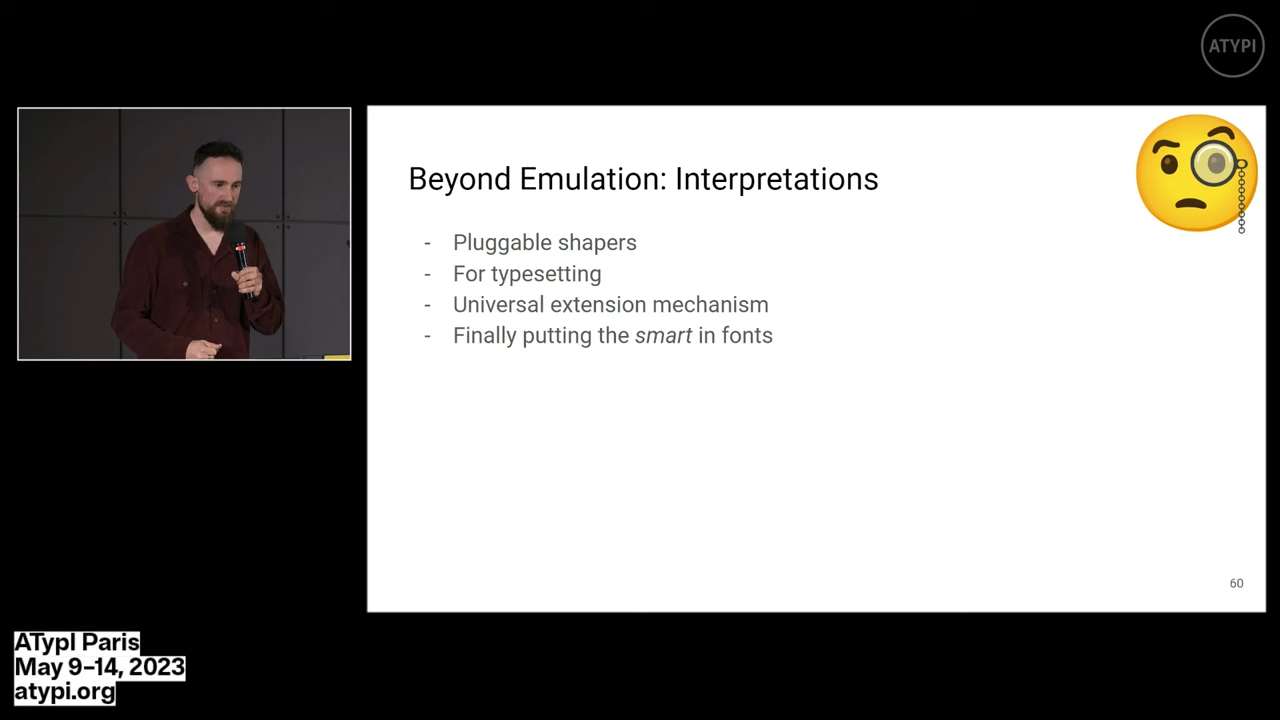 ATYPI
Beyond Emulation: Interpretations
- Pluggable shapers
- For typesetting
- Universal extension mechanism
- Finally putting the smart in fonts
60
ATypI Paris
May 9–14, 2023
atypi.org